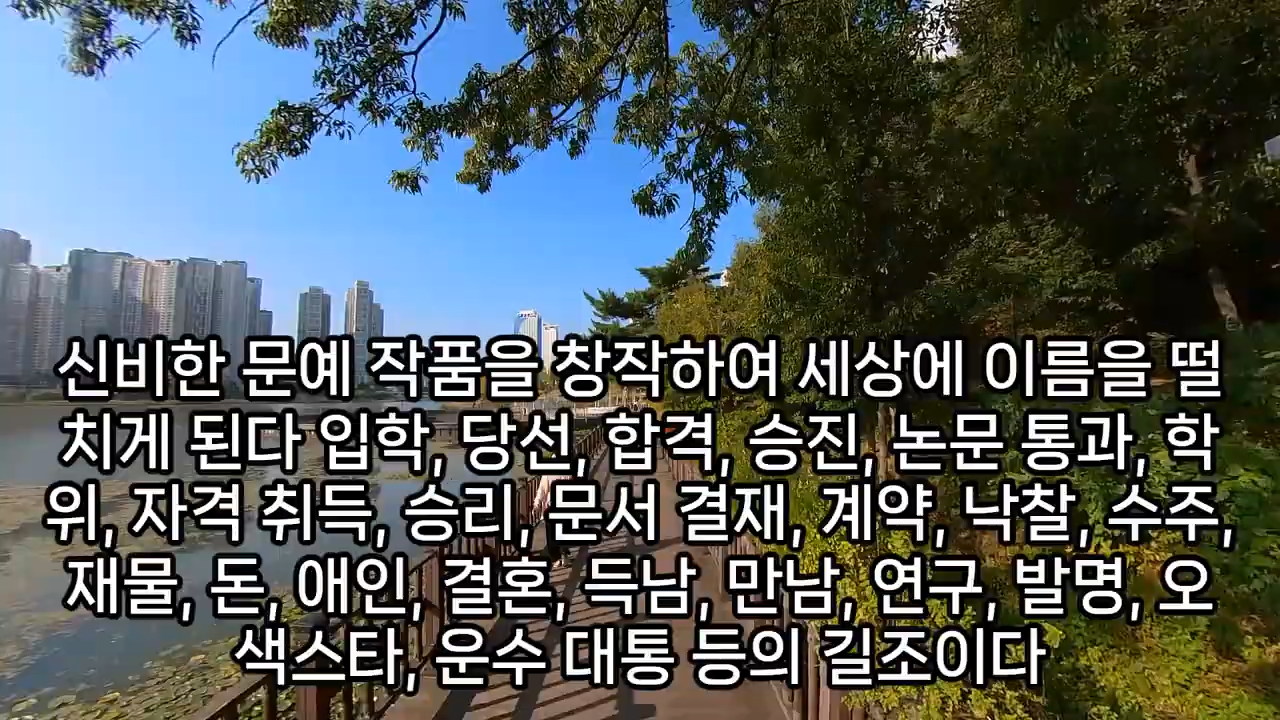 신비한 문예 작품을 창작하여 세상에 이름을 떨
치게 된다 입학, 당선, 합격, 승진, 논문 통과, 학
위, 자격 취득, 승리, 문서 결재, 계약, 낙찰, 수주,
재물, 돈, 애인, 결혼, 득남, 만남, 연구, 발명, 오
색스타, 운수 대통 등의 길조이다